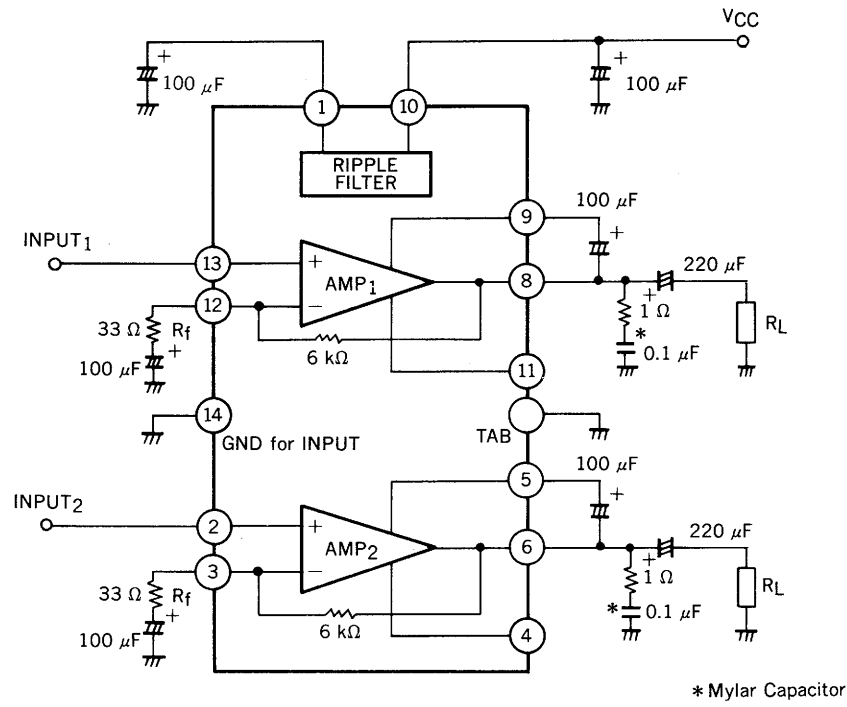 VCC
+
100 μF
+
100 μF
1
10
RIPPLE
FILTER
100 μF
9
+
INPUT1
13
+
AMP1
8
220 μF
+
12
−
1 Ω
RL
33 Ω
Rf
*
0.1 μF
+
6 kΩ
100 μF
11
14
GND for INPUT
TAB
100 μF
5
+
INPUT2
2
+
AMP2
6
220 μF
+
3
−
1 Ω
RL
33 Ω
Rf
*
0.1 μF
+
6 kΩ
100 μF
4
* Mylar Capacitor